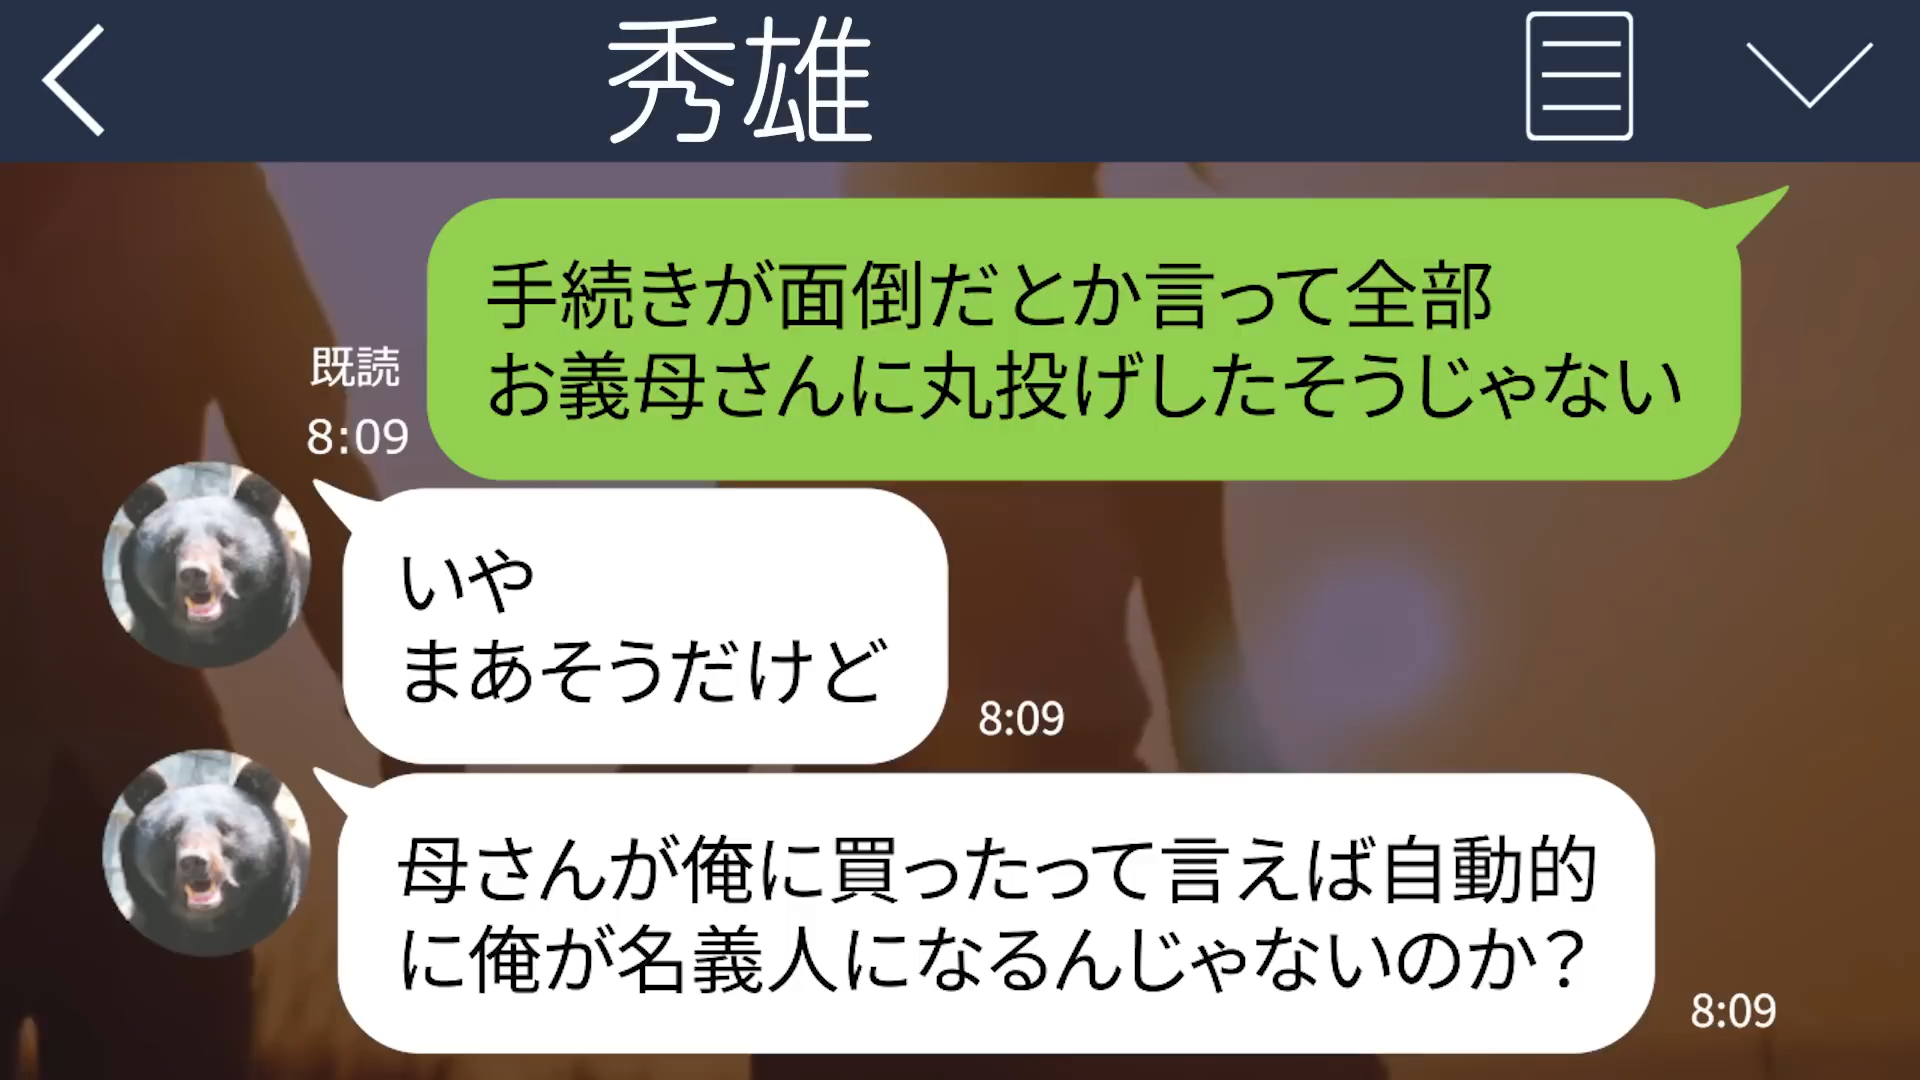 秀雄
手続きが面倒だとか言って全部
お義母さんに丸投げしたそうじゃない
既読
8:09
いや
まあそうだけど
8:09
母さんが俺に買ったって言えば自動的
に俺が名義人になるんじゃないのか？
8:09